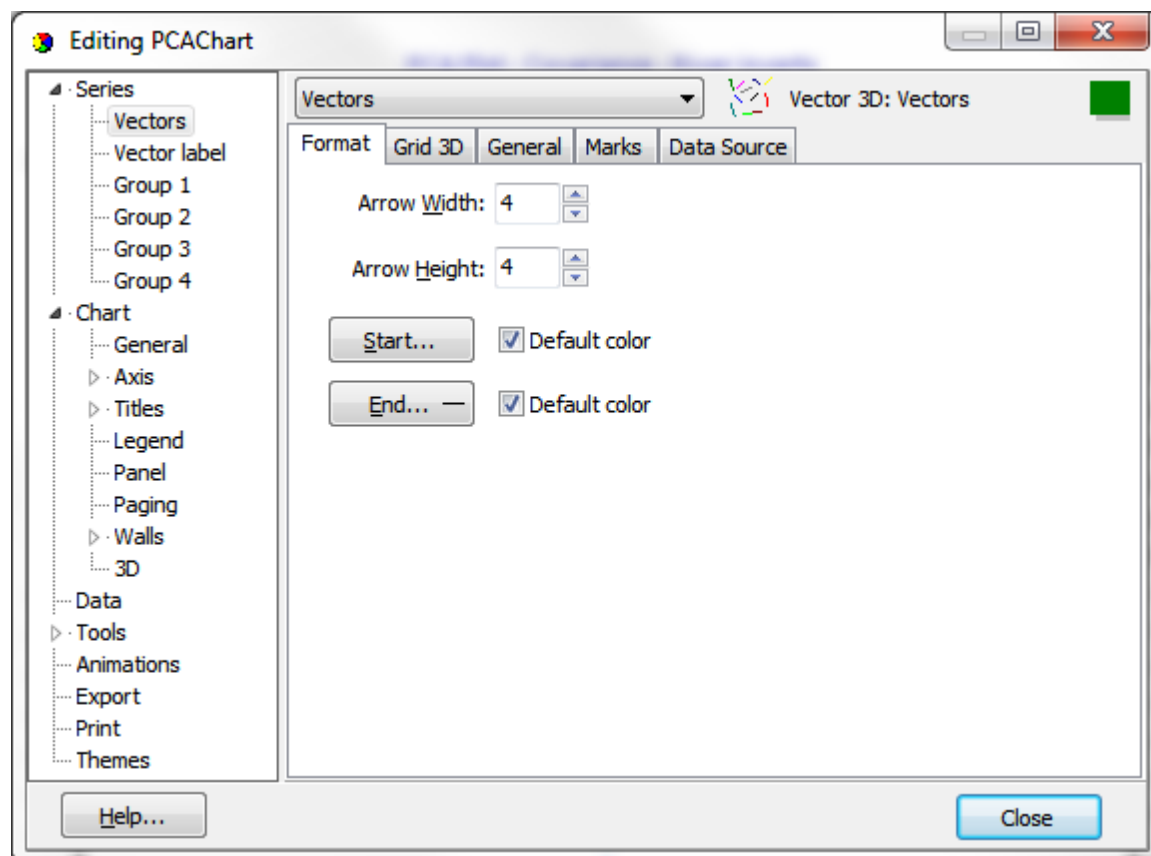 Editing PCAChart
Series
Vectors
Vector label
Group 1
Group 2
Group 3
Group 4
Chart
General
Axis
Titles
Legend
Panel
Paging
Walls
3D
Data
Tools
Animations
Export
Print
Themes
Vectors
Vector 3D: Vectors
Format Grid 3D General Marks Data Source
Arrow Width: 4
Arrow Height: 4
Start... Default color
End... Default color
Help... Close